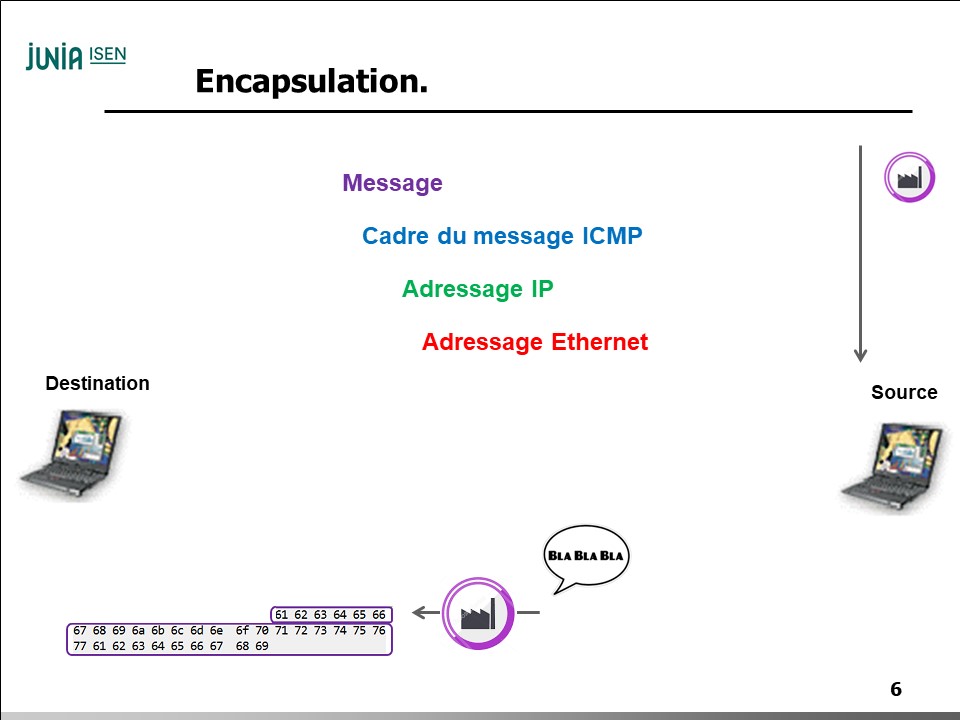 JUNIA ISEN
Encapsulation.
Message
Cadre du message ICMP
Adressage IP
Adressage Ethernet
Destination
Source
BLA BLA BLA
61 62 63 64 65 66
67 68 69 6a 6b 6c 6d 6e 6f 70 71 72 73 74 75 76
77 61 62 63 64 65 66 67 68 69
6